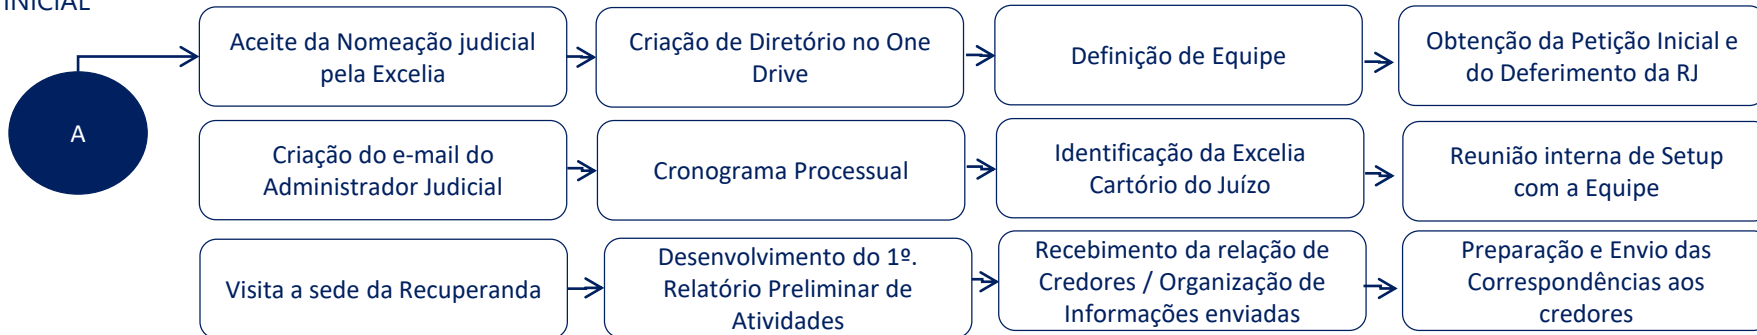 INICIAL
A
Aceite da Nomeação judicial
pela Excelia
Criação de Diretório no One
Drive
Definição de Equipe
Obtenção da Petição Inicial e
do Deferimento da RJ
Criação do e-mail do
Administrador Judicial
Cronograma Processual
Identificação da Excelia
Cartório do Juízo
Reunião interna de Setup
com a Equipe
Visita a sede da Recuperanda
Desenvolvimento do 1º.
Relatório Preliminar de
Atividades
Recebimento da relação de
Credores / Organização de
Informações enviadas
Preparação e Envio das
Correspondências aos
credores